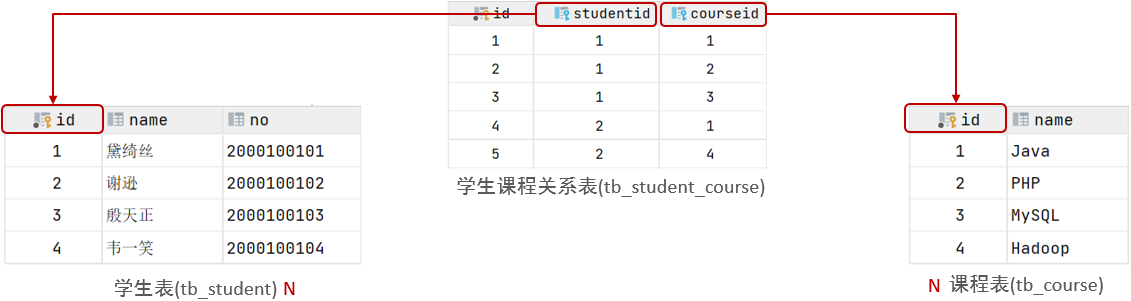 id studentid courseid
1 1 1
2 1 2
3 1 3
4 2 1
5 2 4
学生课程关系表(tb_student_course)
id name no
1 黛绮丝 2000100101
2 谢逊 2000100102
3 殷天正 2000100103
4 韦一笑 2000100104
学生表(tb_student) N
id name
1 Java
2 PHP
3 MySQL
4 Hadoop
N 课程表(tb_course)